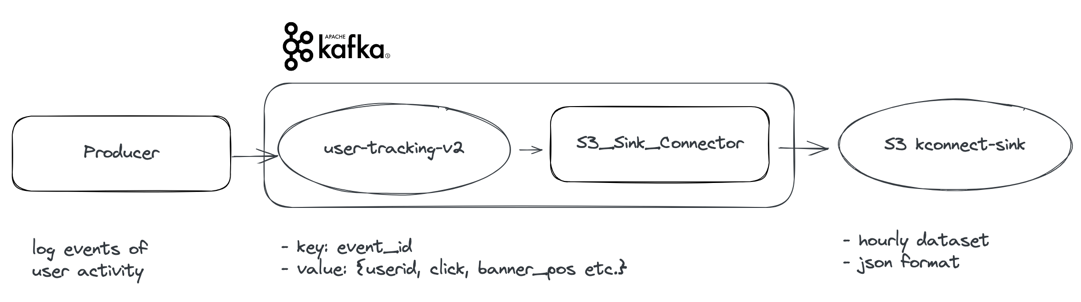 APACHE
kafka®
Producer
user-tracking-v2
S3_Sink_Connector
S3 kconnect-sink
log events of
user activity
- key: event_id
- value: {userid, click, banner_pos etc.}
- hourly dataset
- json format